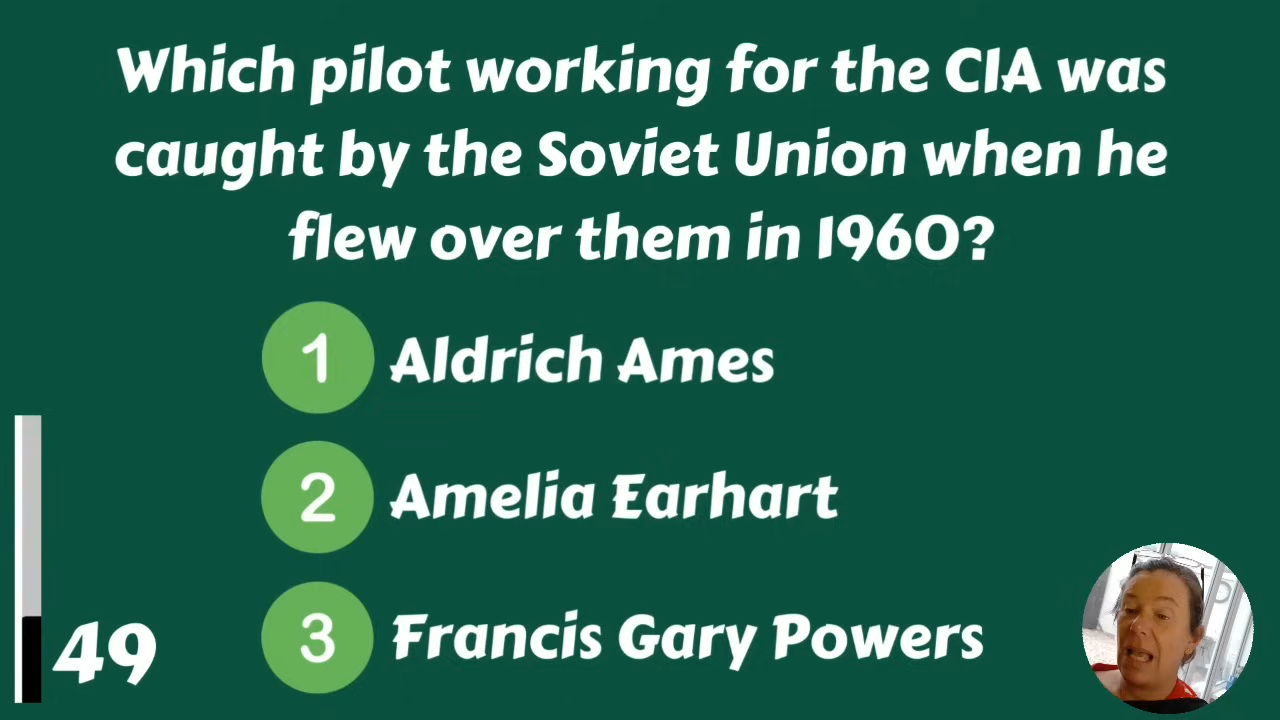 Which pilot working for the CIA was
caught by the Soviet Union when he
flew over them in 1960?
1 Aldrich Ames
2 Amelia Earhart
3 Francis Gary Powers
49